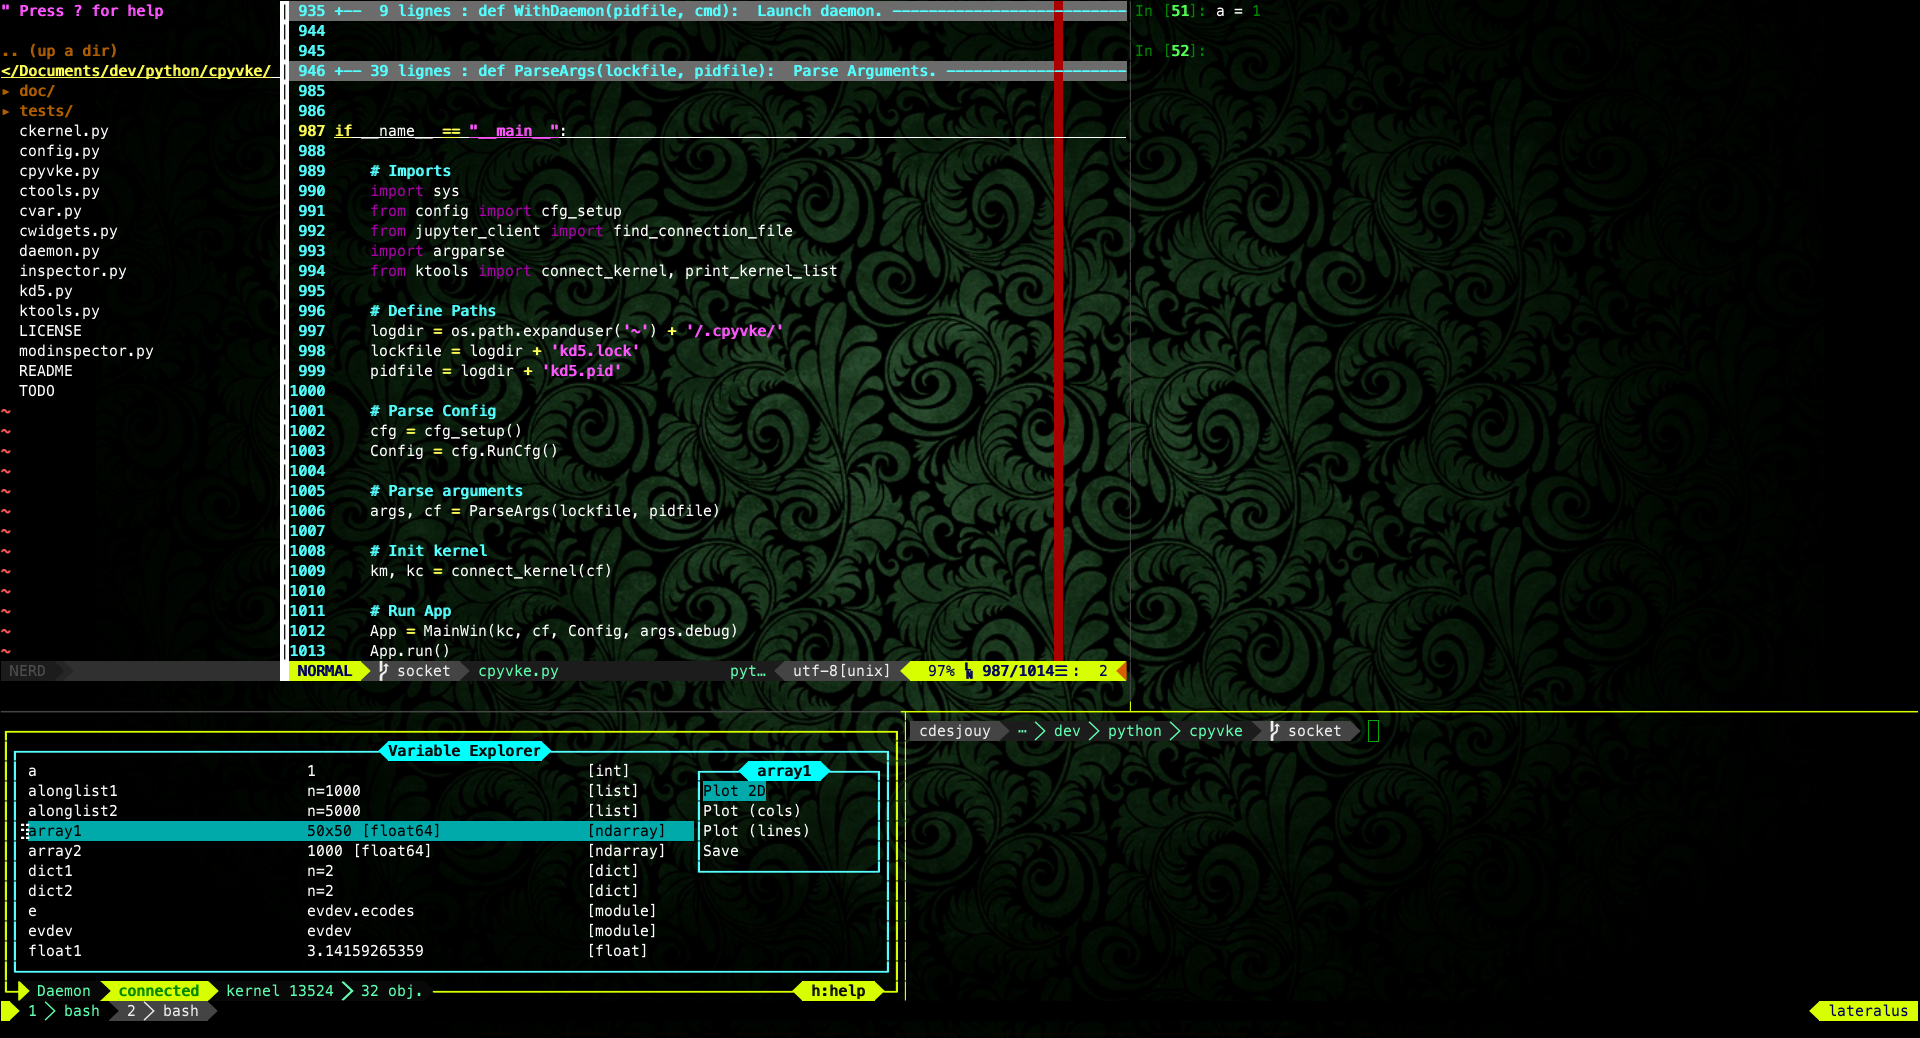 " Press ? for help
.. (up a dir)
</Documents/dev/python/cpyvke/
▸ doc/
▸ tests/
ckernel.py
config.py
cpyvke.py
ctools.py
cvar.py
cwidgets.py
daemon.py
inspector.py
kd5.py
ktools.py
LICENSE
modinspector.py
README
TODO
~
~
~
~
~
~
~
~
~
~
~
~
~
NERD
935 +-- 9 lignes : def WithDaemon(pidfile, cmd): Launch daemon.
944
945
946 +-- 39 lignes : def ParseArgs(lockfile, pidfile): Parse Arguments.
985
986
987 if __name__ == "__main__":
988
989 # Imports
990 import sys
991 from config import cfg_setup
992 from jupyter_client import find_connection_file
993 import argparse
994 from ktools import connect_kernel, print_kernel_list
995
996 # Define Paths
997 logdir = os.path.expanduser('~') + '/.cpyvke/'
998 lockfile = logdir + 'kd5.lock'
999 pidfile = logdir + 'kd5.pid'
1000
1001 # Parse Config
1002 cfg = cfg_setup()
1003 Config = cfg.RunCfg()
1004
1005 # Parse arguments
1006 args, cf = ParseArgs(lockfile, pidfile)
1007
1008 # Init kernel
1009 km, kc = connect_kernel(cf)
1010
1011 # Run App
1012 App = MainWin(kc, cf, Config, args.debug)
1013 App.run()
NORMAL socket cpyvke.py pyt… utf-8[unix] 97% 987/1014☰ : 2
In [51]: a = 1
In [52]:
Variable Explorer
a 1 [int]
alonglist1 n=1000 [list]
alonglist2 n=5000 [list]
array1 50x50 [float64] [ndarray]
array2 1000 [float64] [ndarray]
dict1 n=2 [dict]
dict2 n=2 [dict]
e evdev.ecodes [module]
evdev evdev [module]
float1 3.14159265359 [float]
array1
Plot 2D
Plot (cols)
Plot (lines)
Save
Daemon connected kernel 13524 32 obj. h:help
cdesjouy ⋯ dev python cpyvke socket
1 bash 2 bash lateralus